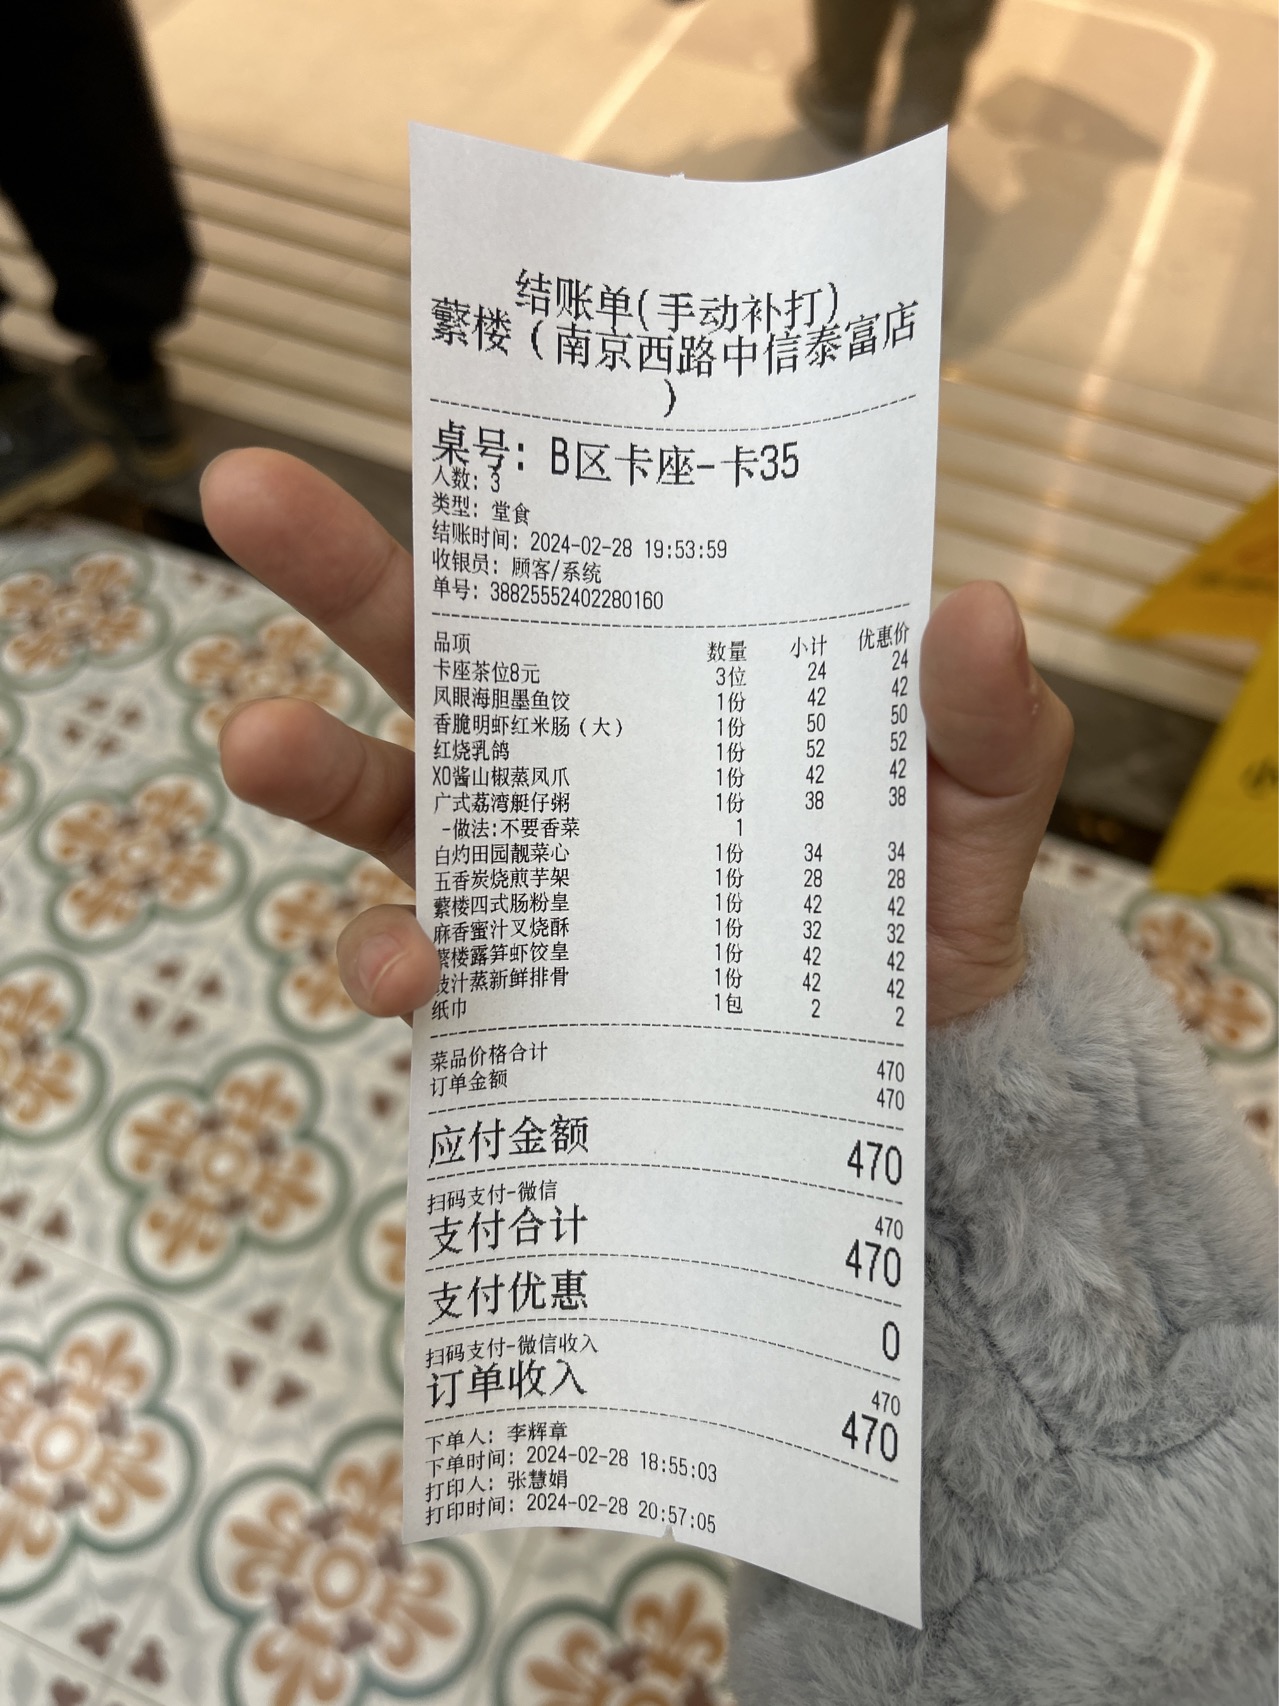 结账单(手动补打)
蘩楼（南京西路中信泰富店
）
桌号: B区卡座-卡35
人数: 3
类型: 堂食
结账时间: 2024-02-28 19:53:59
收银员: 顾客/系统
单号: 38825552402280160
品项 数量 小计 优惠价
卡座茶位8元 3位 24 24
凤眼海胆墨鱼饺 1份 42 42
香脆明虾红米肠（大） 1份 50 50
红烧乳鸽 1份 52 52
XO酱山椒蒸凤爪 1份 42 42
广式荔湾艇仔粥 1份 38 38
-做法:不要香菜 1
白灼田园靓菜心 1份 34 34
五香炭烧煎芋架 1份 28 28
蘩楼四式肠粉皇 1份 42 42
麻香蜜汁叉烧酥 1份 32 32
蘩楼露笋虾饺皇 1份 42 42
豉汁蒸新鲜排骨 1份 42 42
纸巾 1包 2 2
菜品价格合计 470
订单金额 470
应付金额 470
扫码支付-微信 470
支付合计 470
支付优惠 0
扫码支付-微信收入 470
订单收入 470
下单人: 李辉章
下单时间: 2024-02-28 18:55:03
打印人: 张慧娟
打印时间: 2024-02-28 20:57:05